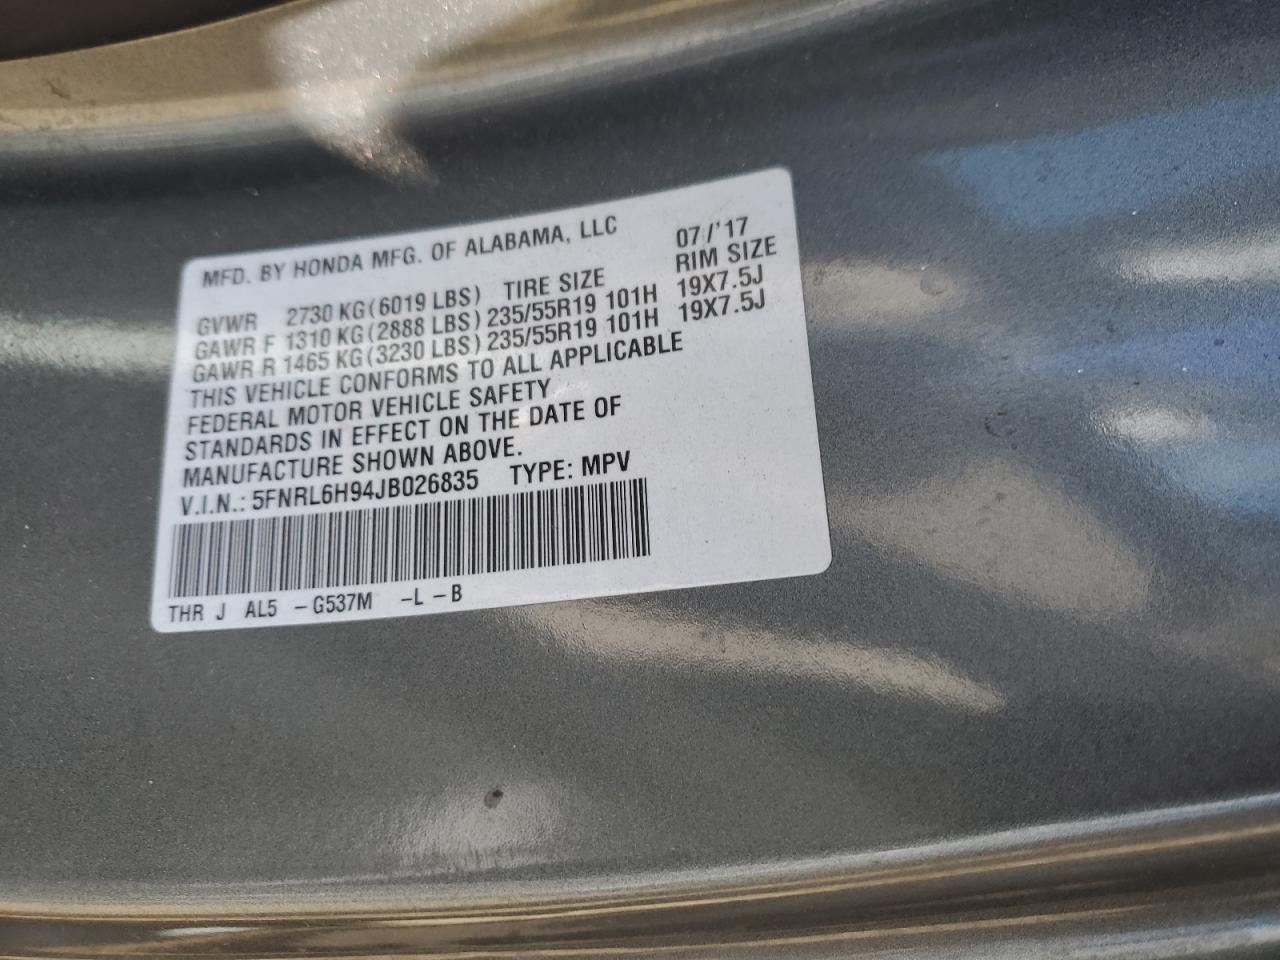 MFD. BY HONDA MFG. OF ALABAMA, LLC 07/'17
GVWR 2730 KG(6019 LBS) TIRE SIZE RIM SIZE
GAWR F 1310 KG(2888 LBS) 235/55R19 101H 19X7.5J
GAWR R 1465 KG(3230 LBS) 235/55R19 101H 19X7.5J
THIS VEHICLE CONFORMS TO ALL APPLICABLE
FEDERAL MOTOR VEHICLE SAFETY
STANDARDS IN EFFECT ON THE DATE OF
MANUFACTURE SHOWN ABOVE.
V.I.N.: 5FNRL6H94JB026835 TYPE: MPV
THR J AL5 -G537M -L -B